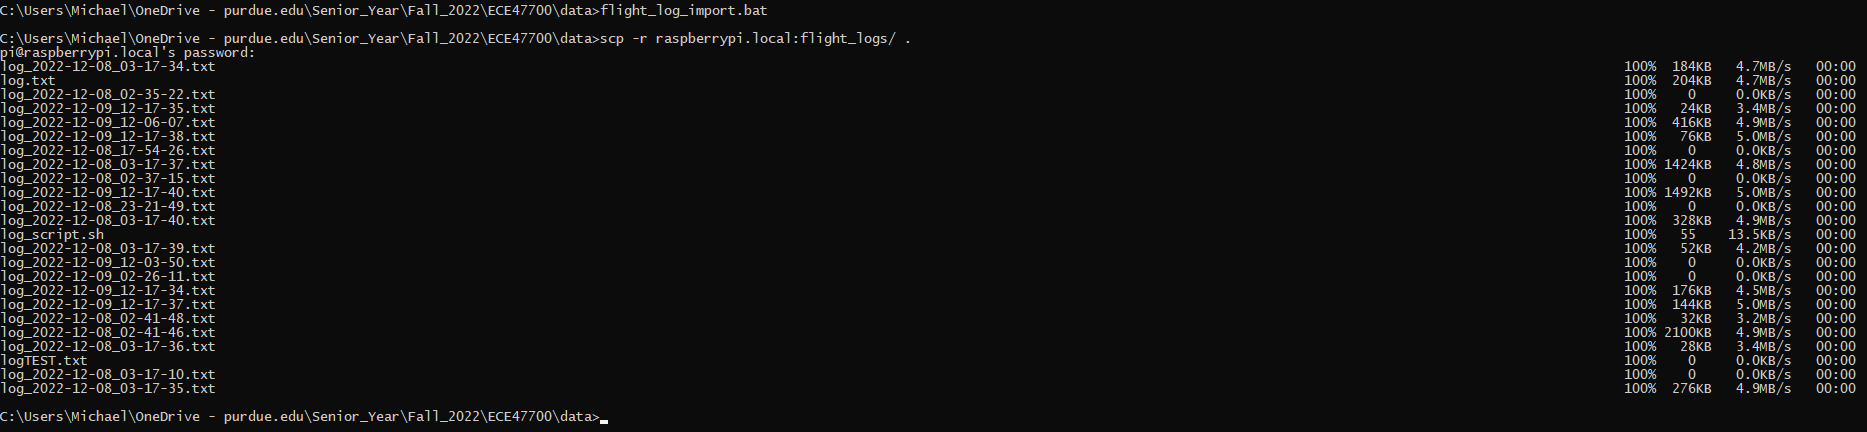 C:\Users\Michael\OneDrive - purdue.edu\Senior_Year\Fall_2022\ECE47700\data>flight_log_import.bat
C:\Users\Michael\OneDrive - purdue.edu\Senior_Year\Fall_2022\ECE47700\data>scp -r raspberrypi.local:flight_logs/ .
pi@raspberrypi.local's password:
log_2022-12-08_03-17-34.txt 100% 184KB 4.7MB/s 00:00
log.txt 100% 204KB 4.7MB/s 00:00
log_2022-12-08_02-35-22.txt 100% 0 0.0KB/s 00:00
log_2022-12-09_12-17-35.txt 100% 24KB 3.4MB/s 00:00
log_2022-12-09_12-06-07.txt 100% 416KB 4.9MB/s 00:00
log_2022-12-09_12-17-38.txt 100% 76KB 5.0MB/s 00:00
log_2022-12-08_17-54-26.txt 100% 0 0.0KB/s 00:00
log_2022-12-08_03-17-37.txt 100% 1424KB 4.8MB/s 00:00
log_2022-12-08_02-37-15.txt 100% 0 0.0KB/s 00:00
log_2022-12-09_12-17-40.txt 100% 1492KB 5.0MB/s 00:00
log_2022-12-08_23-21-49.txt 100% 0 0.0KB/s 00:00
log_2022-12-08_03-17-40.txt 100% 328KB 4.9MB/s 00:00
log_script.sh 100% 55 13.5KB/s 00:00
log_2022-12-08_03-17-39.txt 100% 52KB 4.2MB/s 00:00
log_2022-12-09_12-03-50.txt 100% 0 0.0KB/s 00:00
log_2022-12-09_02-26-11.txt 100% 0 0.0KB/s 00:00
log_2022-12-09_12-17-34.txt 100% 176KB 4.5MB/s 00:00
log_2022-12-09_12-17-37.txt 100% 144KB 5.0MB/s 00:00
log_2022-12-08_02-41-48.txt 100% 32KB 3.2MB/s 00:00
log_2022-12-08_02-41-46.txt 100% 2100KB 4.9MB/s 00:00
log_2022-12-08_03-17-36.txt 100% 28KB 3.4MB/s 00:00
logTEST.txt 100% 0 0.0KB/s 00:00
log_2022-12-08_03-17-10.txt 100% 0 0.0KB/s 00:00
log_2022-12-08_03-17-35.txt 100% 276KB 4.9MB/s 00:00
C:\Users\Michael\OneDrive - purdue.edu\Senior_Year\Fall_2022\ECE47700\data>